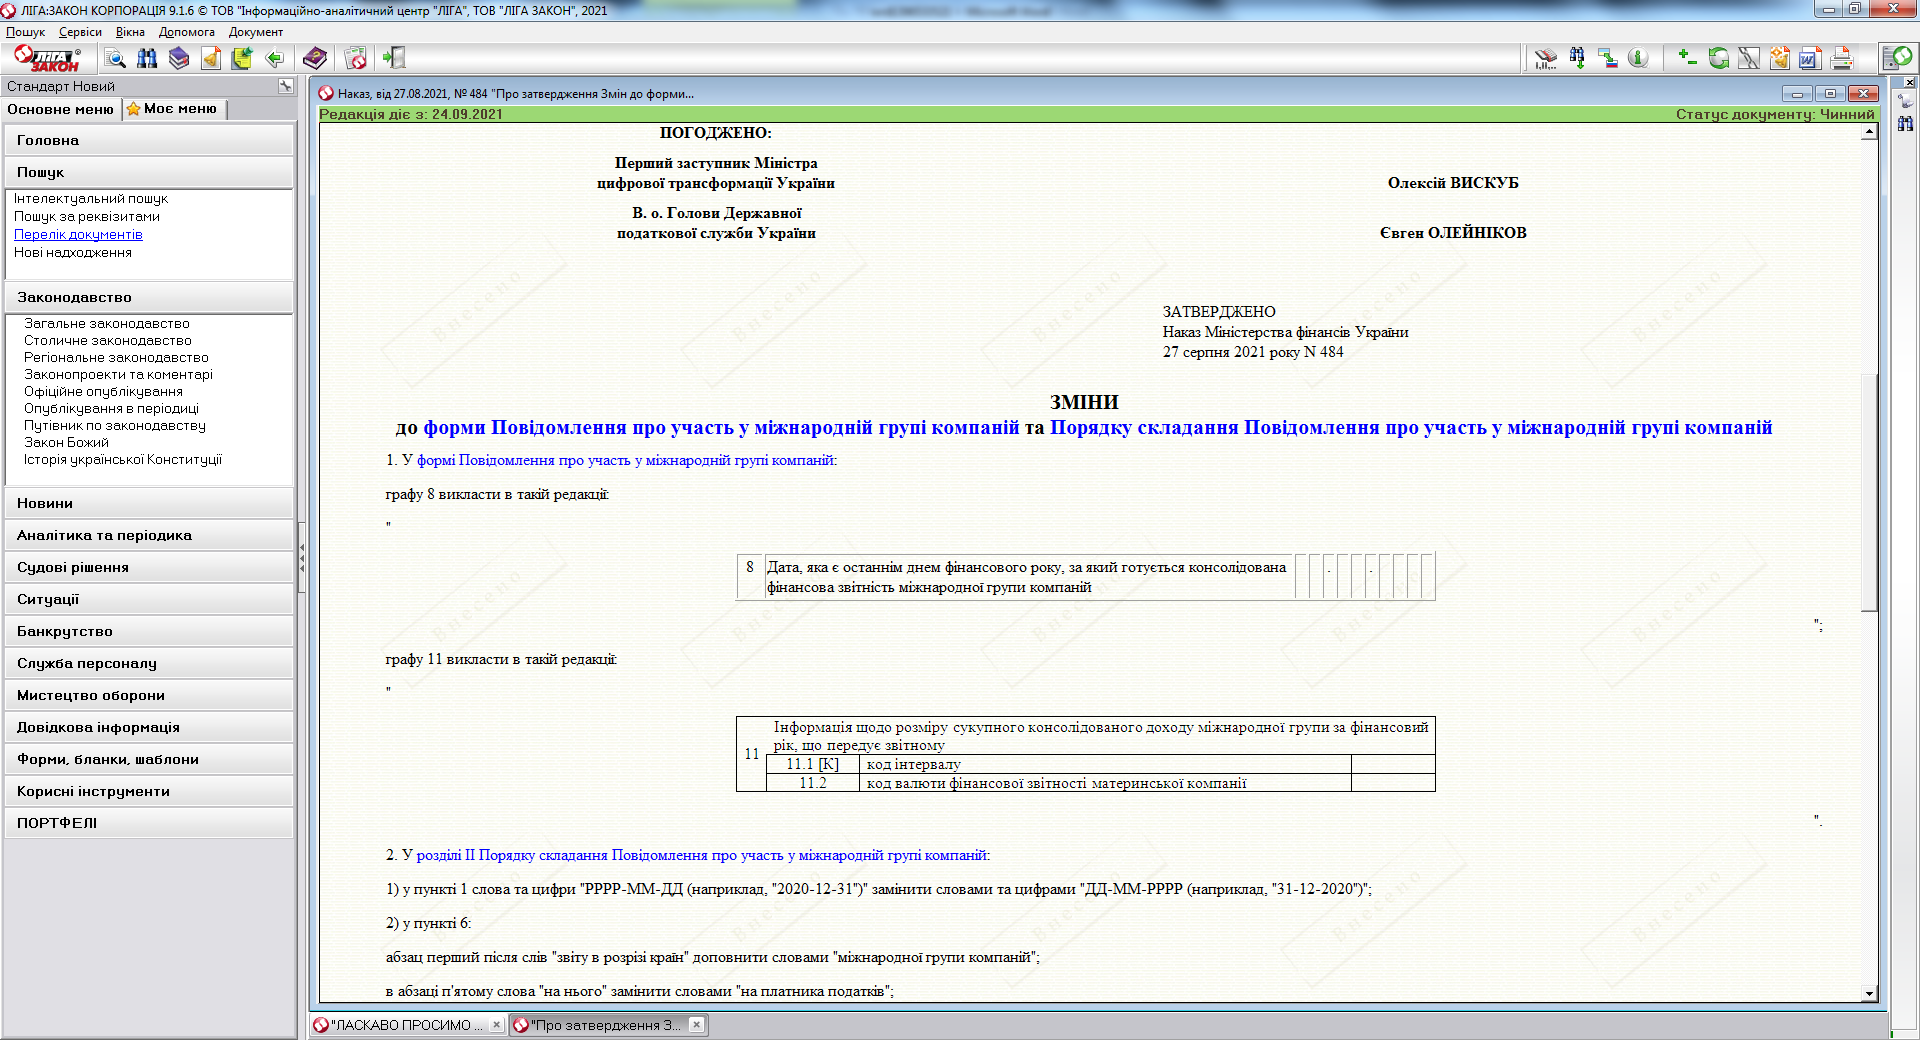 ЛІГА:ЗАКОН КОРПОРАЦІЯ 9.1.6 © ТОВ "Інформаційно-аналітичний центр "ЛІГА", ТОВ "ЛІГА ЗАКОН", 2021
Пошук Сервіси Вікна Допомога Документ
ЛІГА ЗАКОН
Стандарт Новий
Основне меню Моє меню
Головна
Пошук
Інтелектуальний пошук
Пошук за реквізитами
Перелік документів
Нові надходження
Законодавство
Загальне законодавство
Столичне законодавство
Регіональне законодавство
Законопроекти та коментарі
Офіційне опублікування
Опублікування в періодиці
Путівник по законодавству
Закон Божий
Історія української Конституції
Новини
Аналітика та періодика
Судові рішення
Ситуації
Банкрутство
Служба персоналу
Мистецтво оборони
Довідкова інформація
Форми, бланки, шаблони
Корисні інструменти
ПОРТФЕЛІ
Наказ, від 27.08.2021, № 484 "Про затвердження Змін до форми...
Редакція діє з: 24.09.2021 Статус документу: Чинний
ПОГОДЖЕНО:
Перший заступник Міністра
цифрової трансформації України Олексій ВИСКУБ
В. о. Голови Державної
податкової служби України Євген ОЛЕЙНІКОВ
ЗАТВЕРДЖЕНО
Наказ Міністерства фінансів України
27 серпня 2021 року N 484
ЗМІНИ
до форми Повідомлення про участь у міжнародній групі компаній та Порядку складання Повідомлення про участь у міжнародній групі компаній
1. У формі Повідомлення про участь у міжнародній групі компаній:
графу 8 викласти в такій редакції:
"
8 Дата, яка є останнім днем фінансового року, за який готується консолідована . .
фінансова звітність міжнародної групи компаній
";
графу 11 викласти в такій редакції:
"
Інформація щодо розміру сукупного консолідованого доходу міжнародної групи за фінансовий
рік, що передує звітному
11
11.1 [К] код інтервалу
11.2 код валюти фінансової звітності материнської компанії
".
2. У розділі II Порядку складання Повідомлення про участь у міжнародній групі компаній:
1) у пункті 1 слова та цифри "РРРР-ММ-ДД (наприклад, "2020-12-31")" замінити словами та цифрами "ДД-ММ-РРРР (наприклад, "31-12-2020")";
2) у пункті 6:
абзац перший після слів "звіту в розрізі країн" доповнити словами "міжнародної групи компаній";
в абзаці п'ятому слова "на нього" замінити словами "на платника податків";
"ЛАСКАВО ПРОСИМО ... "Про затвердження З...